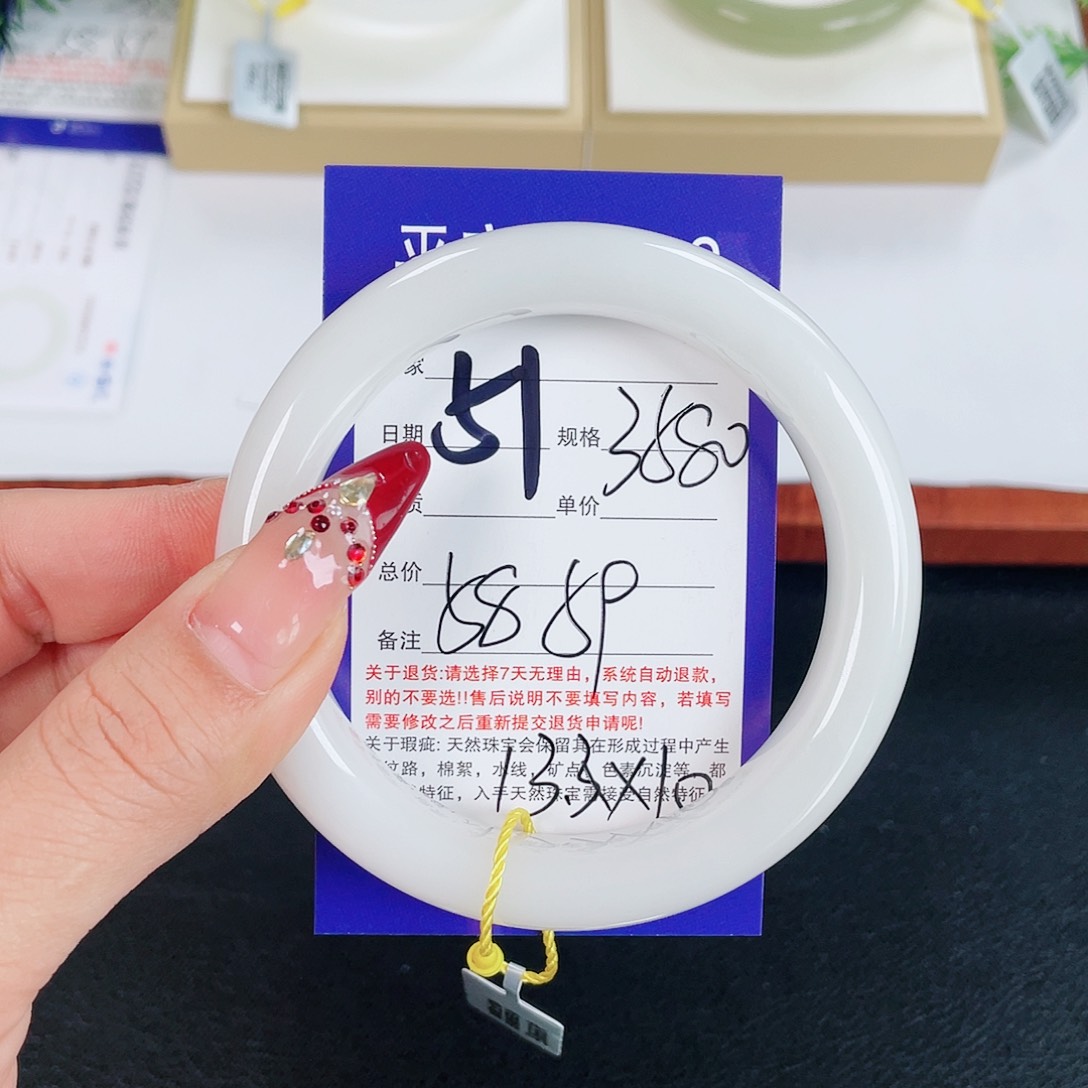 平
家
51
日期 规格 3580
质 单价
总价
58 59
备注
关于退货:请选择7天无理由，系统自动退款，
别的不要选!!售后说明不要填写内容，若填写
需要修改之后重新提交退货申请呢!
关于瑕疵: 天然珠宝会保留其在形成过程中产生
纹路，棉絮，水线，矿点，色素沉淀等，都
特征，入手天然珠宝需接受自然特征
13.3X10